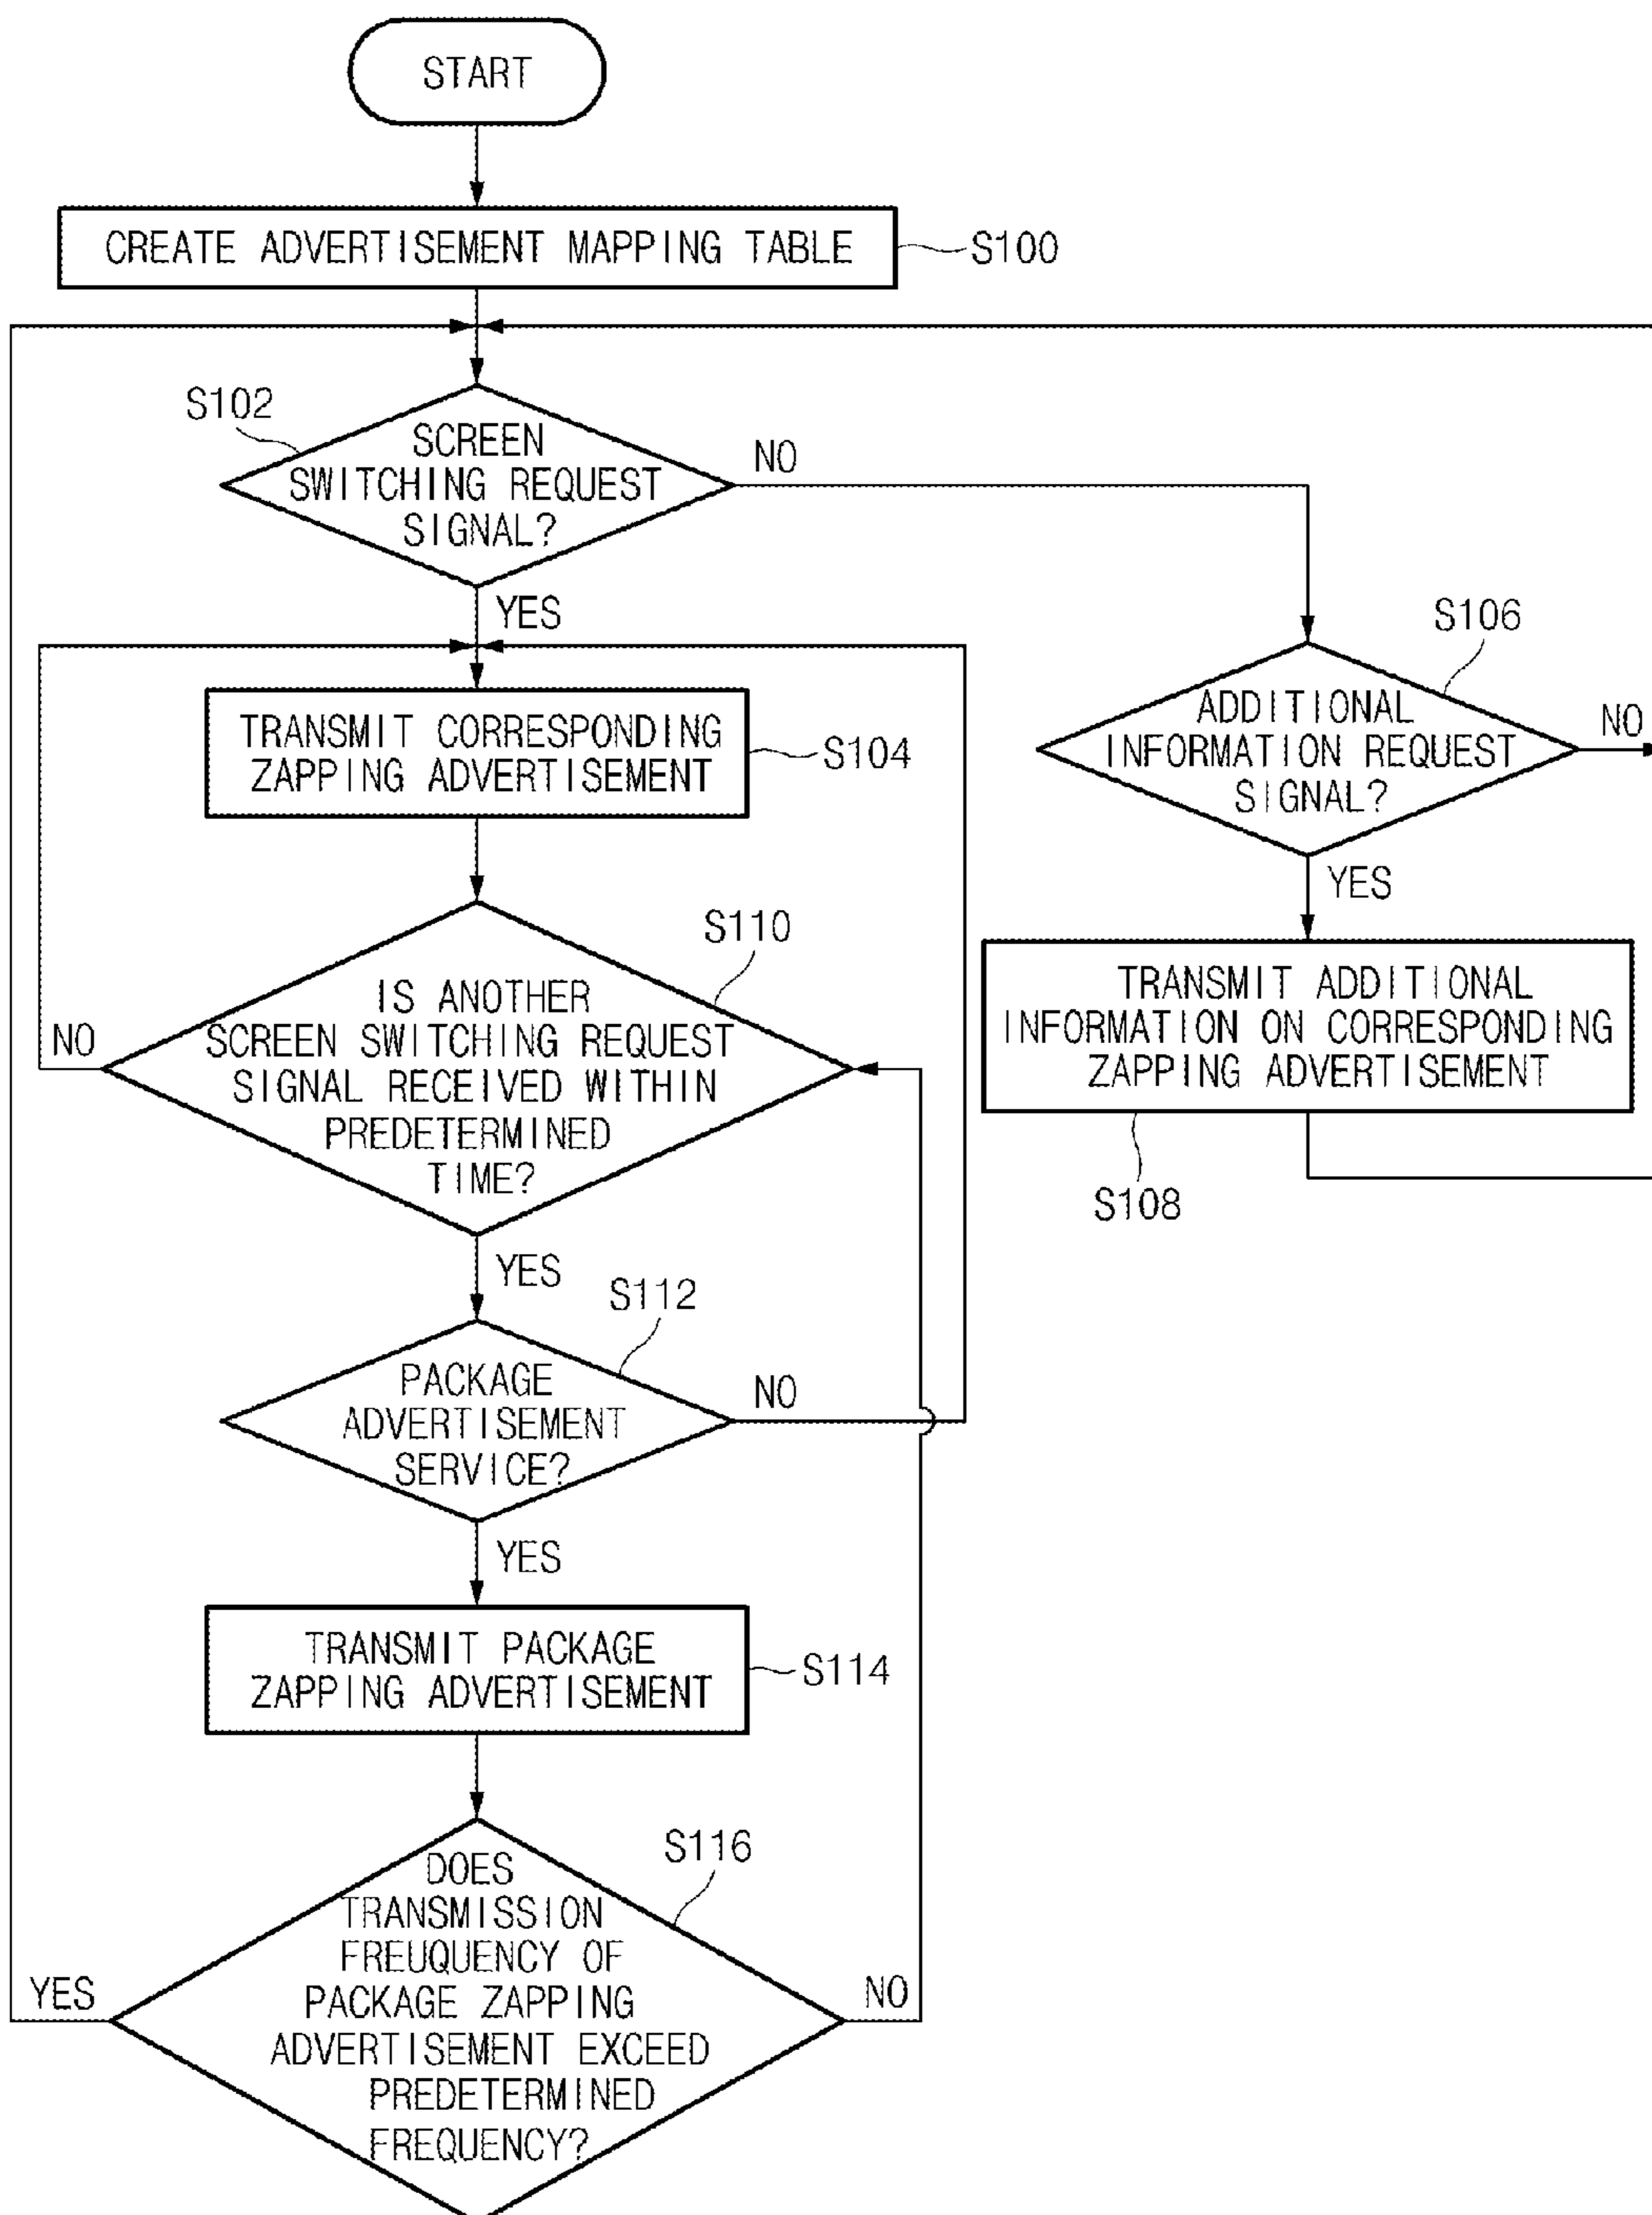 START
CREATE ADVERTISEMENT MAPPING TABLE
S100
S102
SCREEN
SWITCHING REQUEST
SIGNAL?
NO
YES
S106
ADDITIONAL
INFORMATION REQUEST
SIGNAL?
NO
YES
TRANSMIT CORRESPONDING
ZAPPING ADVERTISEMENT
S104
TRANSMIT ADDITIONAL
INFORMATION ON CORRESPONDING
ZAPPING ADVERTISEMENT
S108
S110
IS ANOTHER
SCREEN SWITCHING REQUEST
SIGNAL RECEIVED WITHIN
PREDETERMINED
TIME?
NO
YES
S112
PACKAGE
ADVERTISEMENT
SERVICE?
NO
YES
TRANSMIT PACKAGE
ZAPPING ADVERTISEMENT
S114
S116
DOES
TRANSMISSION
FREUQUENCY OF
PACKAGE ZAPPING
ADVERTISEMENT EXCEED
PREDETERMINED
FREQUENCY?
YES
NO